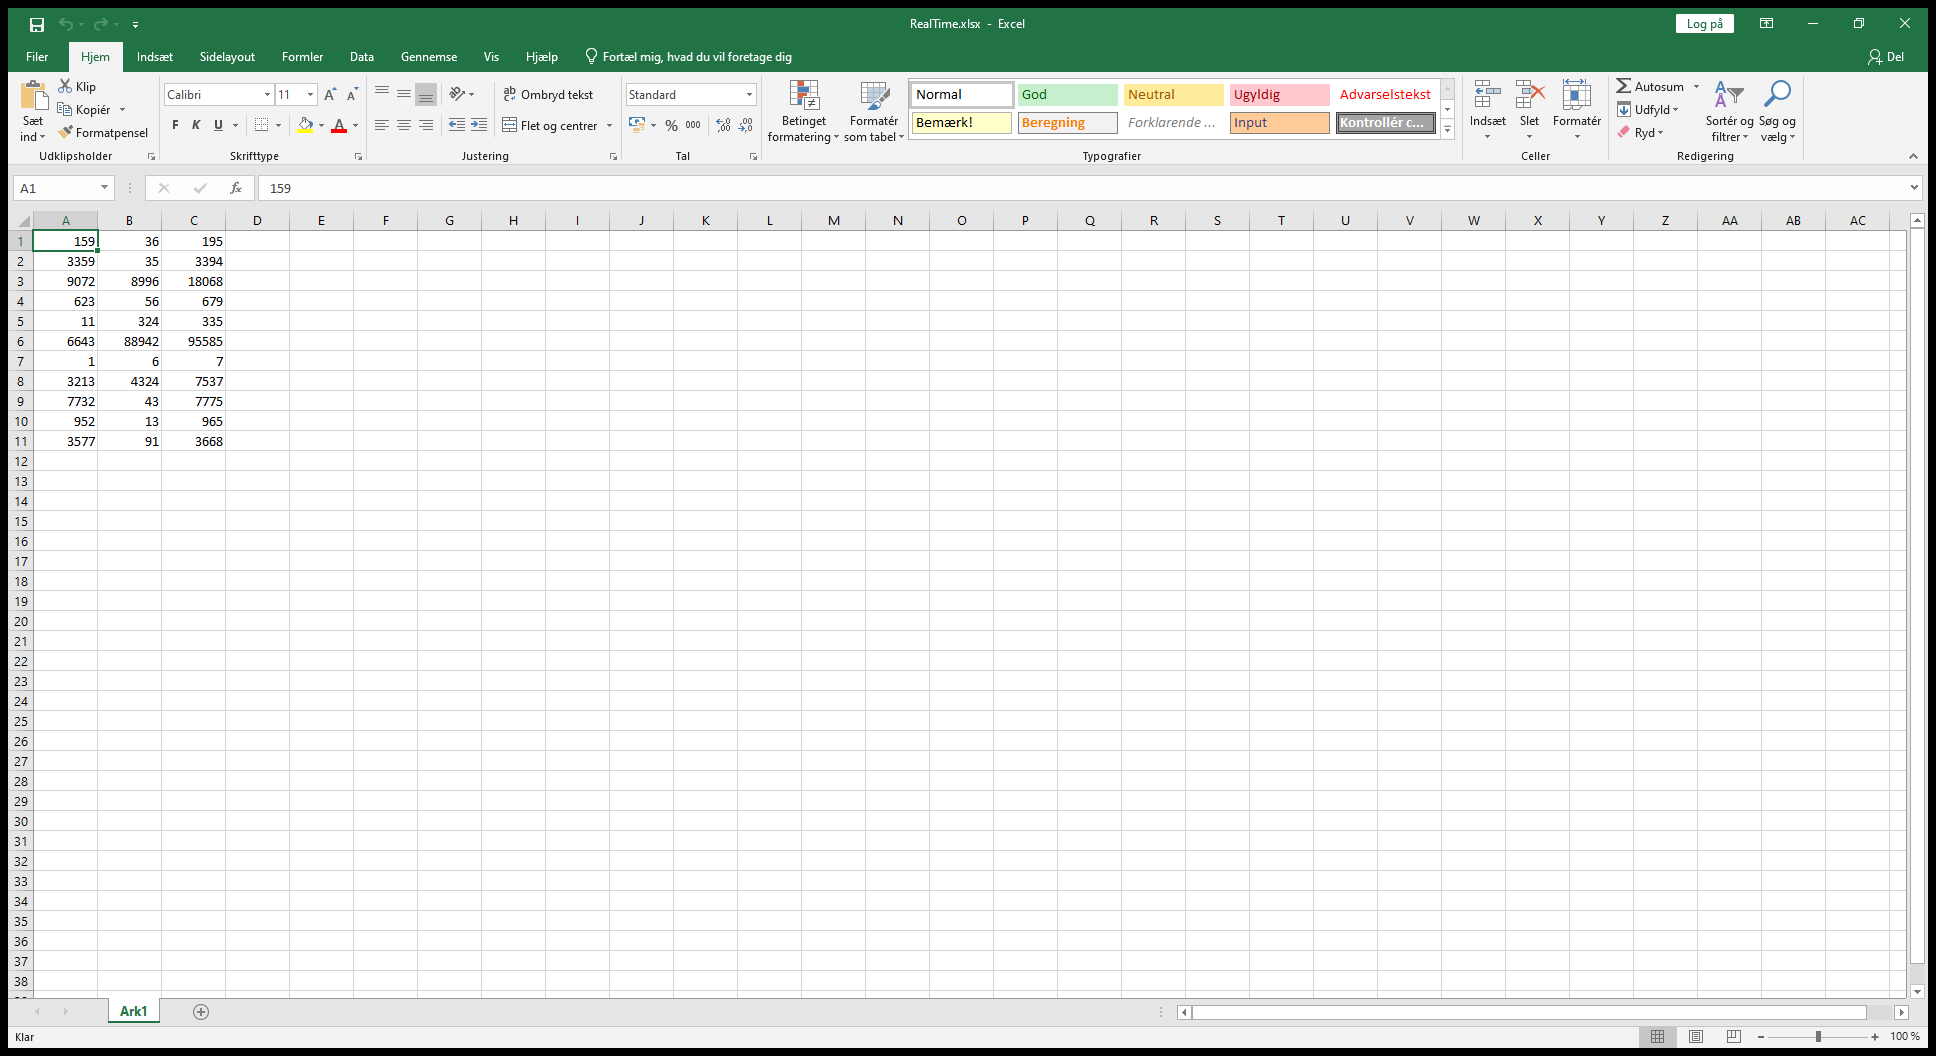 RealTime.xlsx - Excel
Log på
Filer Hjem Indsæt Sidelayout Formler Data Gennemse Vis Hjælp Fortæl mig, hvad du vil foretage dig Del
Sæt ind
Klip
Kopiér
Formatpensel
Udklipsholder
Calibri 11
F K U A
Skrifttype
Ombryd tekst
Flet og centrer
Justering
Standard
% 000
Tal
Betinget formatering
Formatér som tabel
Normal God Neutral Ugyldig Advarselstekst
Bemærk! Beregning Forklarende ... Input Kontrollér c...
Typografier
Indsæt Slet Formatér
Celler
Autosum
Udfyld
Ryd
Sortér og filtrer
Søg og vælg
Redigering
A1 fx 159
A B C D E F G H I J K L M N O P Q R S T U V W X Y Z AA AB AC
1 159 36 195
2 3359 35 3394
3 9072 8996 18068
4 623 56 679
5 11 324 335
6 6643 88942 95585
7 1 6 7
8 3213 4324 7537
9 7732 43 7775
10 952 13 965
11 3577 91 3668
12
13
14
15
16
17
18
19
20
21
22
23
24
25
26
27
28
29
30
31
32
33
34
35
36
37
38
Ark1
Klar
100 %